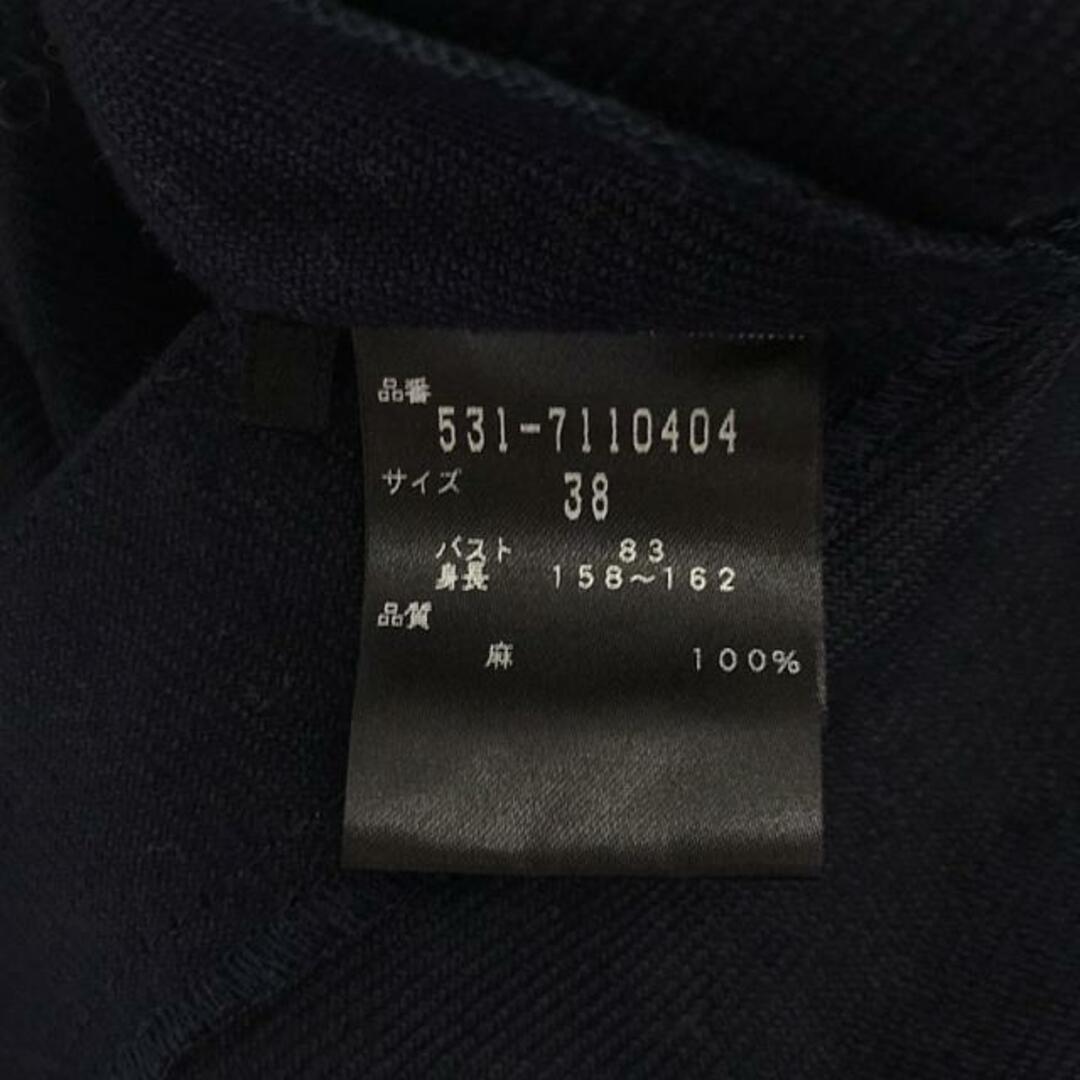 品番
531-7110404
サイズ 38
バスト 83
身長 158～162
品質
麻 100%